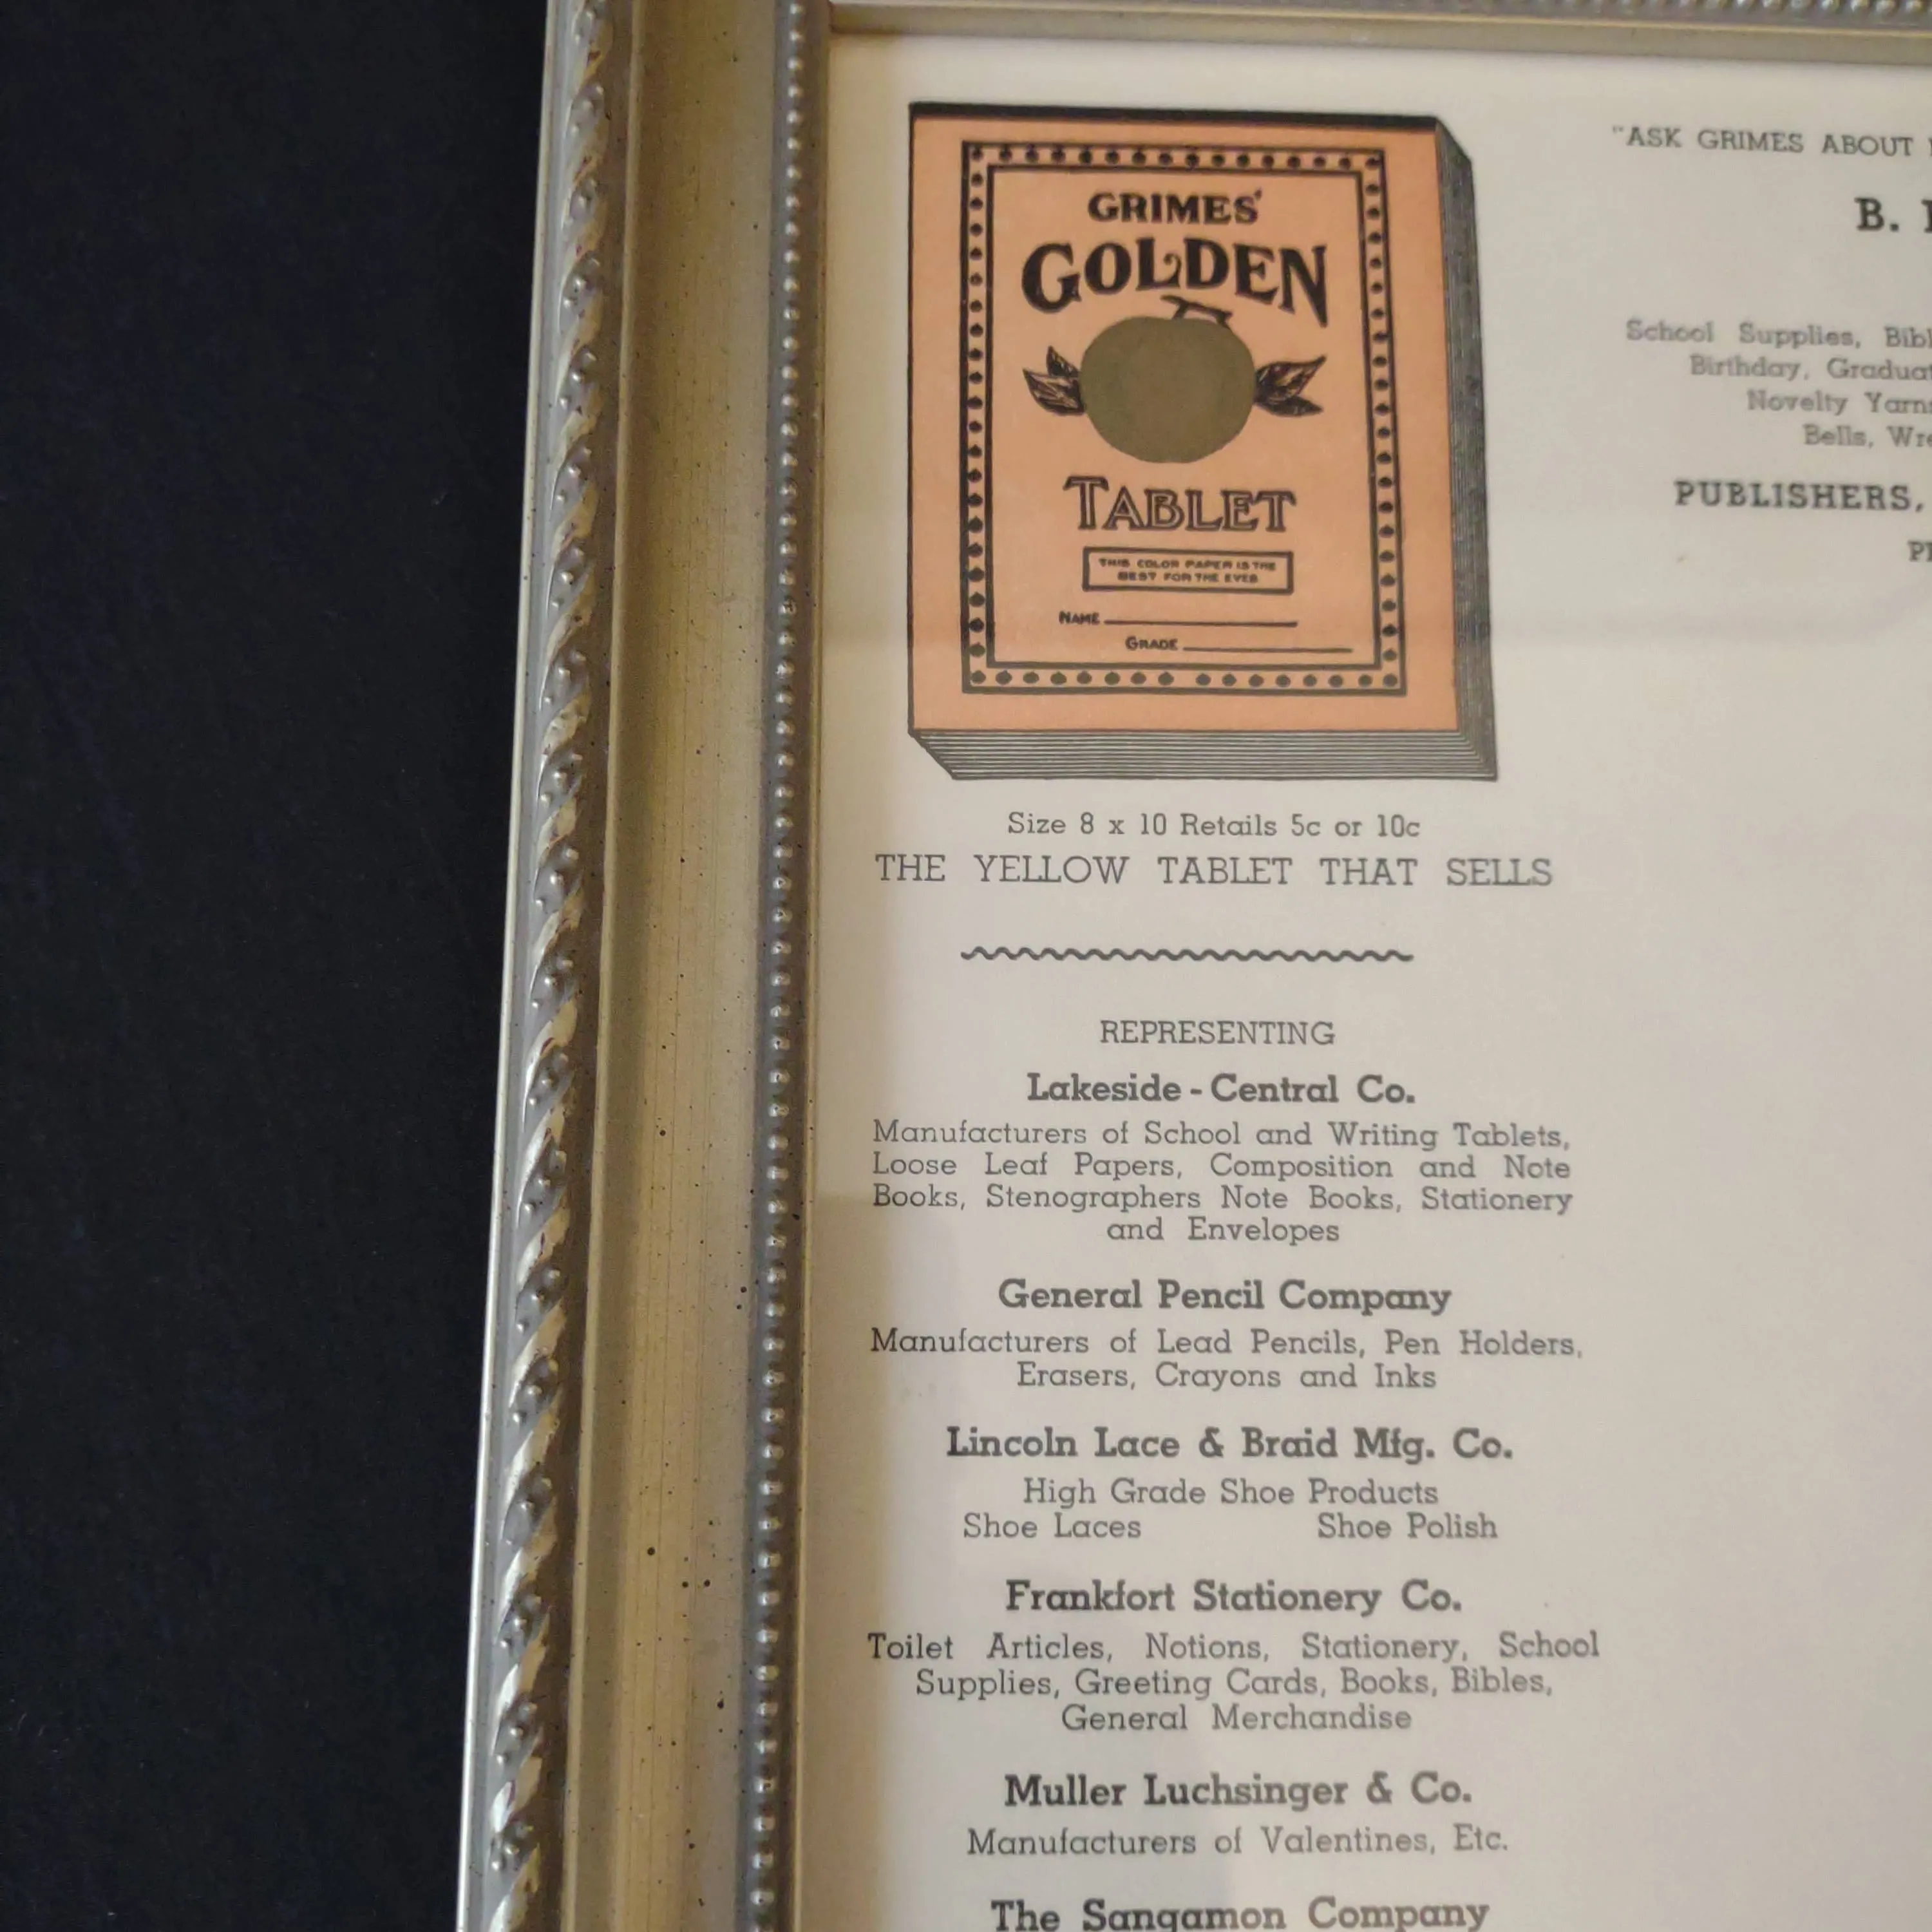 GRIMES'
GOLDEN
TABLET
THIS COLOR PAPER IS THE
BEST FOR THE EYES
NAME
GRADE
Size 8 x 10 Retails 5c or 10c
THE YELLOW TABLET THAT SELLS
REPRESENTING
Lakeside - Central Co.
Manufacturers of School and Writing Tablets,
Loose Leaf Papers, Composition and Note
Books, Stenographers Note Books, Stationery
and Envelopes
General Pencil Company
Manufacturers of Lead Pencils, Pen Holders,
Erasers, Crayons and Inks
Lincoln Lace & Braid Mfg. Co.
High Grade Shoe Products
Shoe Laces Shoe Polish
Frankfort Stationery Co.
Toilet Articles, Notions, Stationery, School
Supplies, Greeting Cards, Books, Bibles,
General Merchandise
Muller Luchsinger & Co.
Manufacturers of Valentines, Etc.
The Sangamon Company
"ASK GRIMES ABOUT
B.
School Supplies,
Birthday,
Novelty
Bells,
PUBLISHERS,